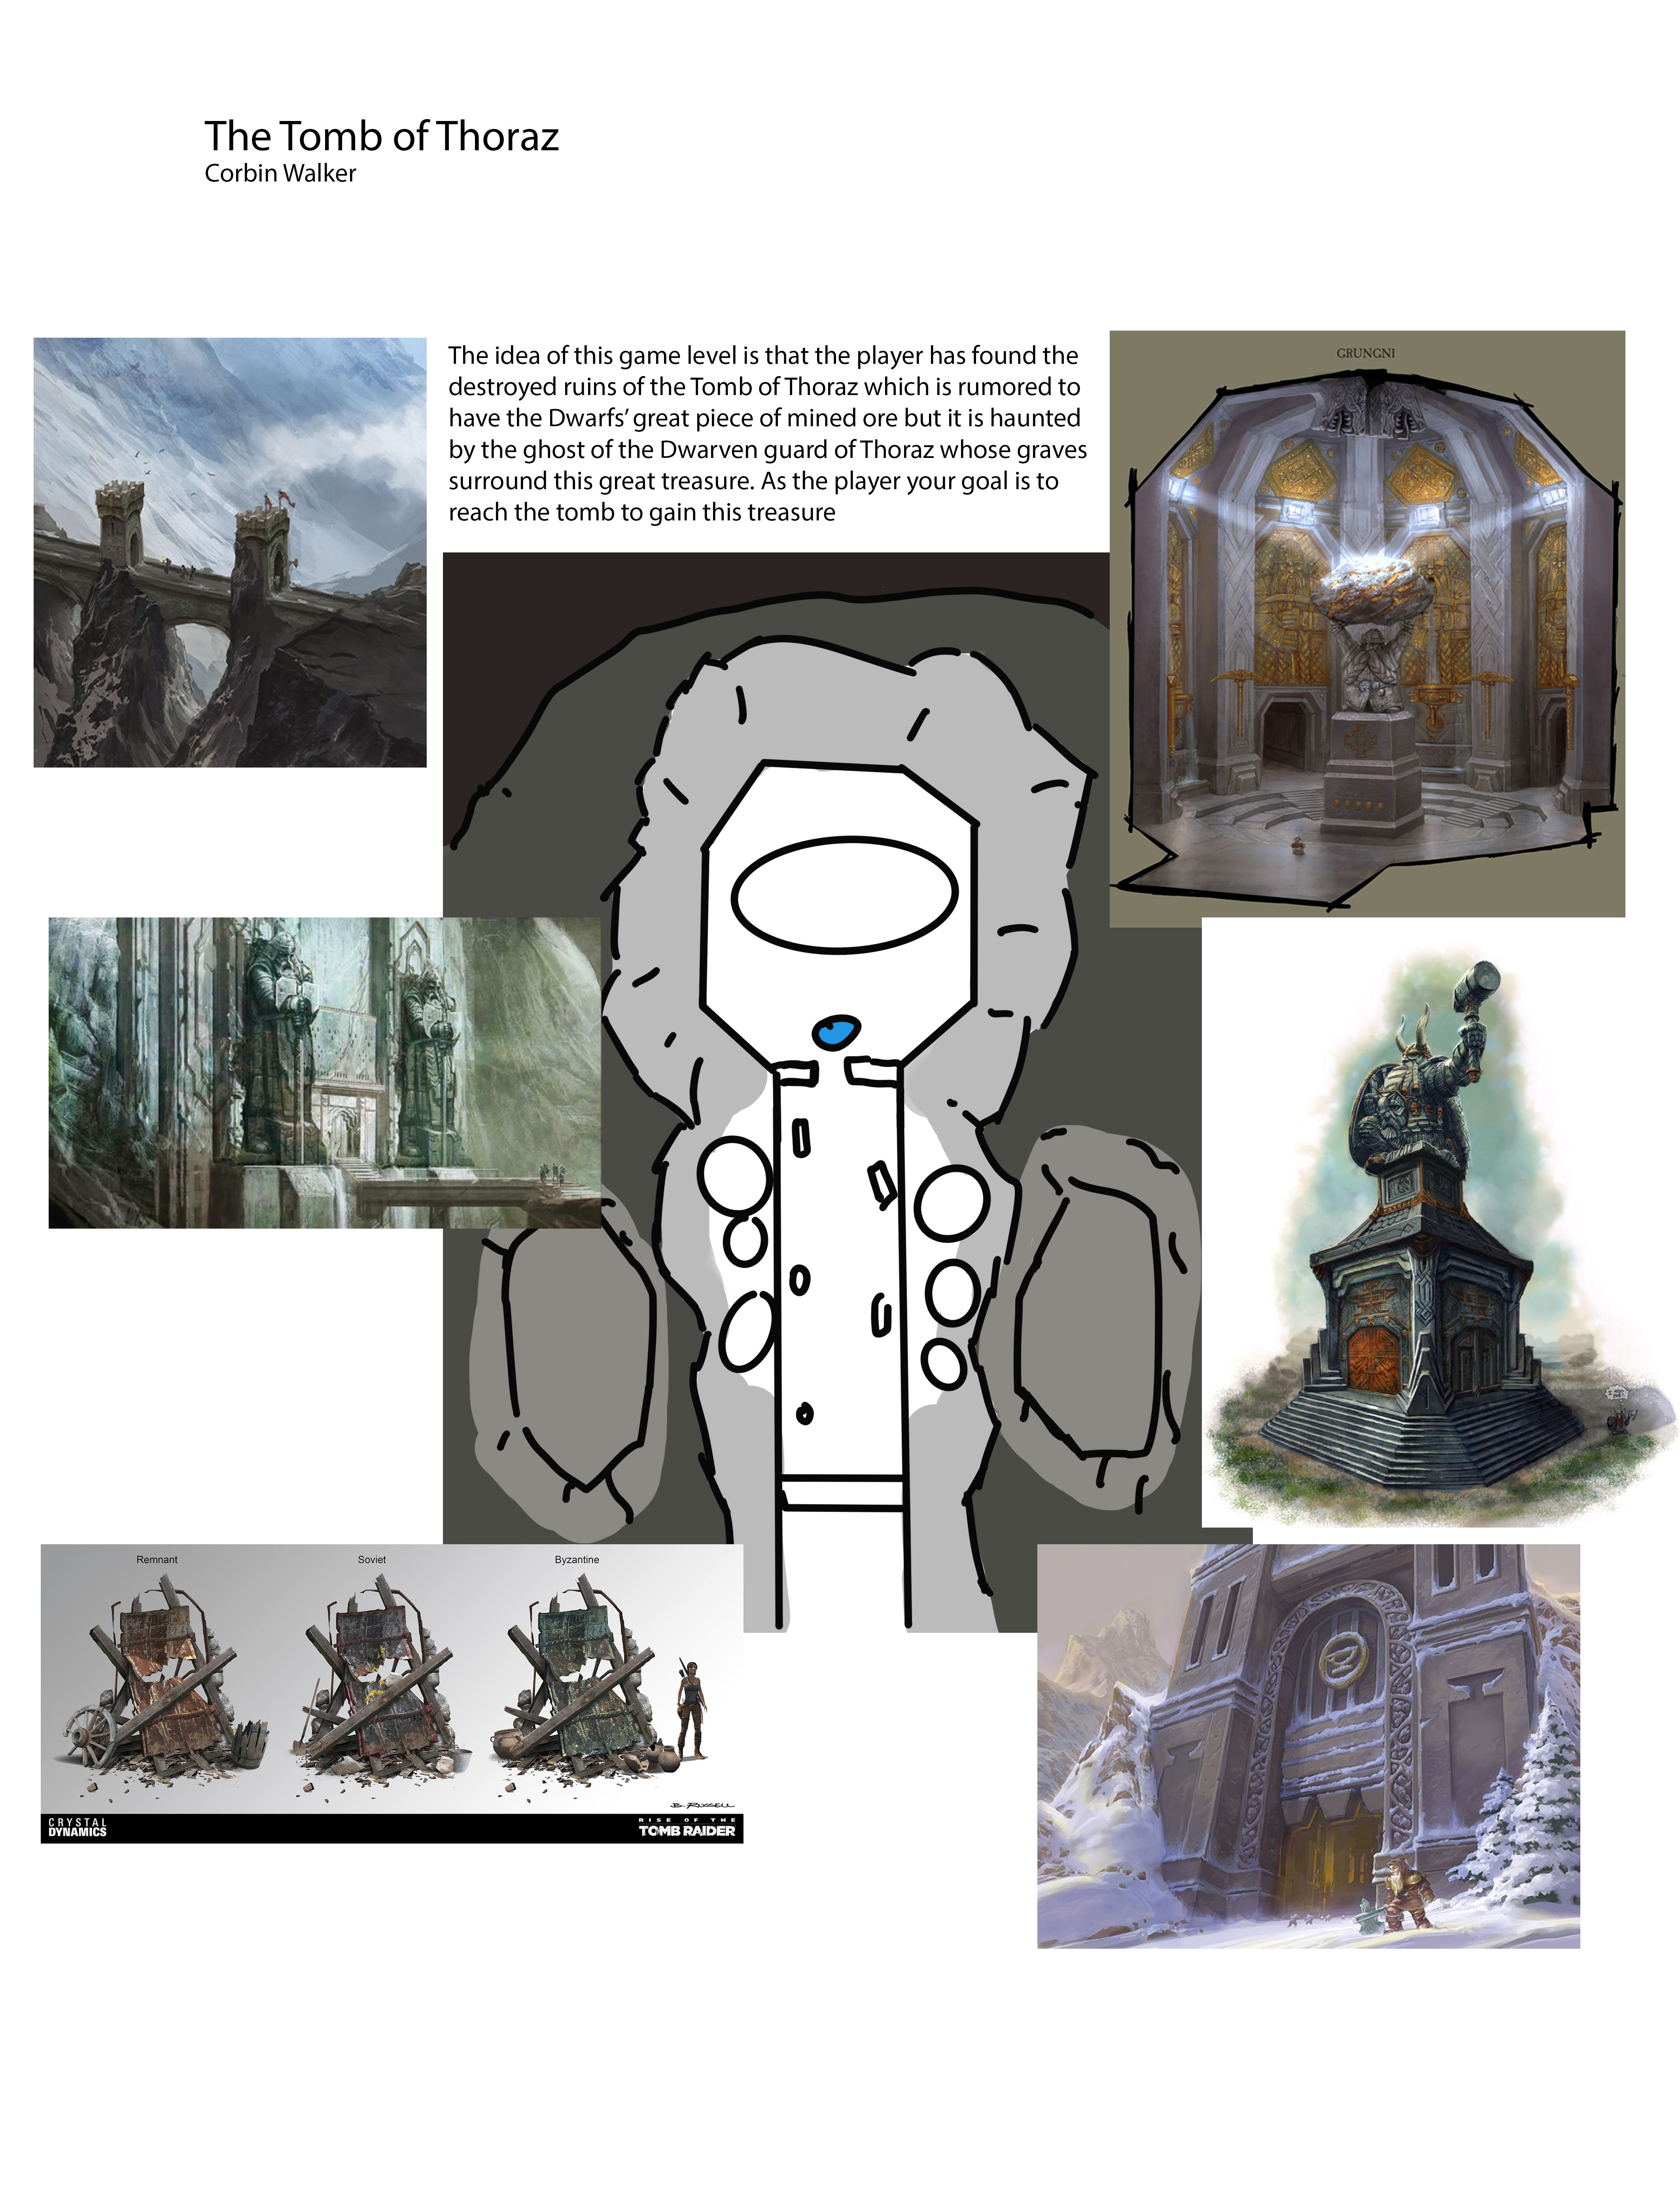 The Tomb of Thoraz
Corbin Walker
The idea of this game level is that the player has found the
destroyed ruins of the Tomb of Thoraz which is rumored to
have the Dwarfs’ great piece of mined ore but it is haunted
by the ghost of the Dwarven guard of Thoraz whose graves
surround this great treasure. As the player your goal is to
reach the tomb to gain this treasure
GRUNGNI
Remnant
Soviet
Byzantine
B. RUSSELL
CRYSTAL
DYNAMICS
RISE OF THE
TOMB RAIDER